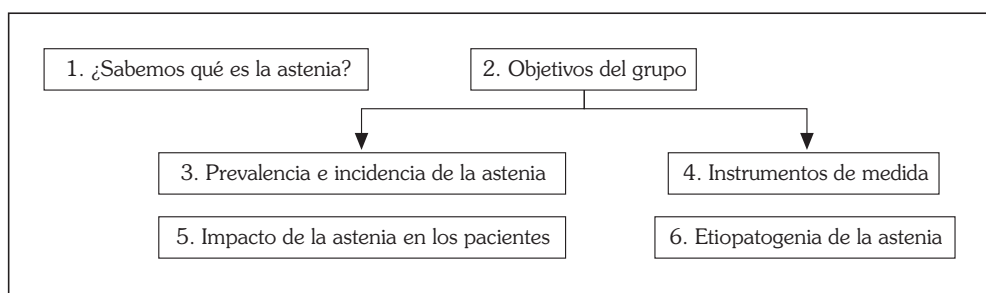 1. ¿Sabemos qué es la astenia?
2. Objetivos del grupo
3. Prevalencia e incidencia de la astenia
4. Instrumentos de medida
5. Impacto de la astenia en los pacientes
6. Etiopatogenia de la astenia